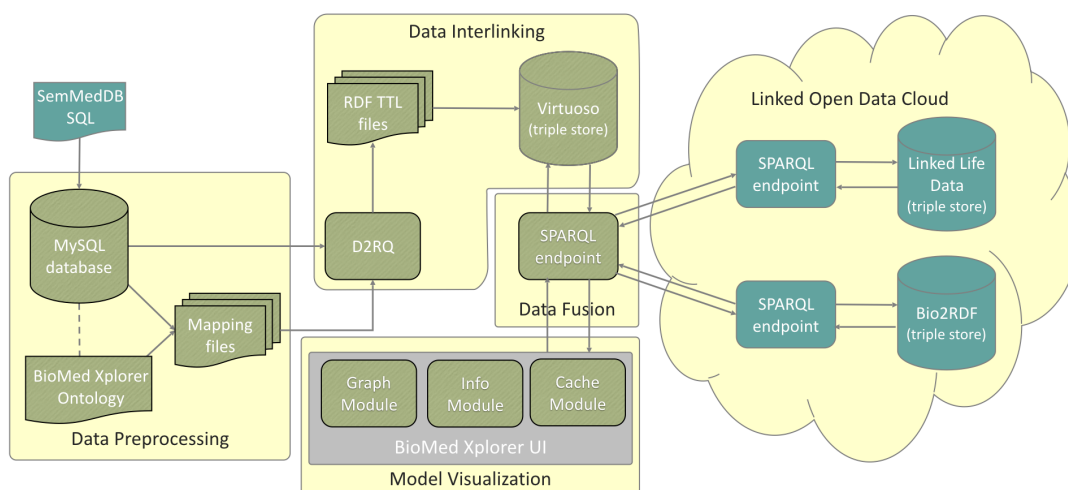 Data Interlinking
SemMedDB
SQL
RDF TTL
files
Virtuoso
(triple store)
Linked Open Data Cloud
SPARQL
endpoint
Linked Life
Data
(triple store)
MySQL
database
D2RQ
SPARQL
endpoint
Data Fusion
SPARQL
endpoint
Bio2RDF
(triple store)
Mapping
files
BioMed Xplorer
Ontology
Data Preprocessing
Graph
Module
Info
Module
Cache
Module
BioMed Xplorer UI
Model Visualization